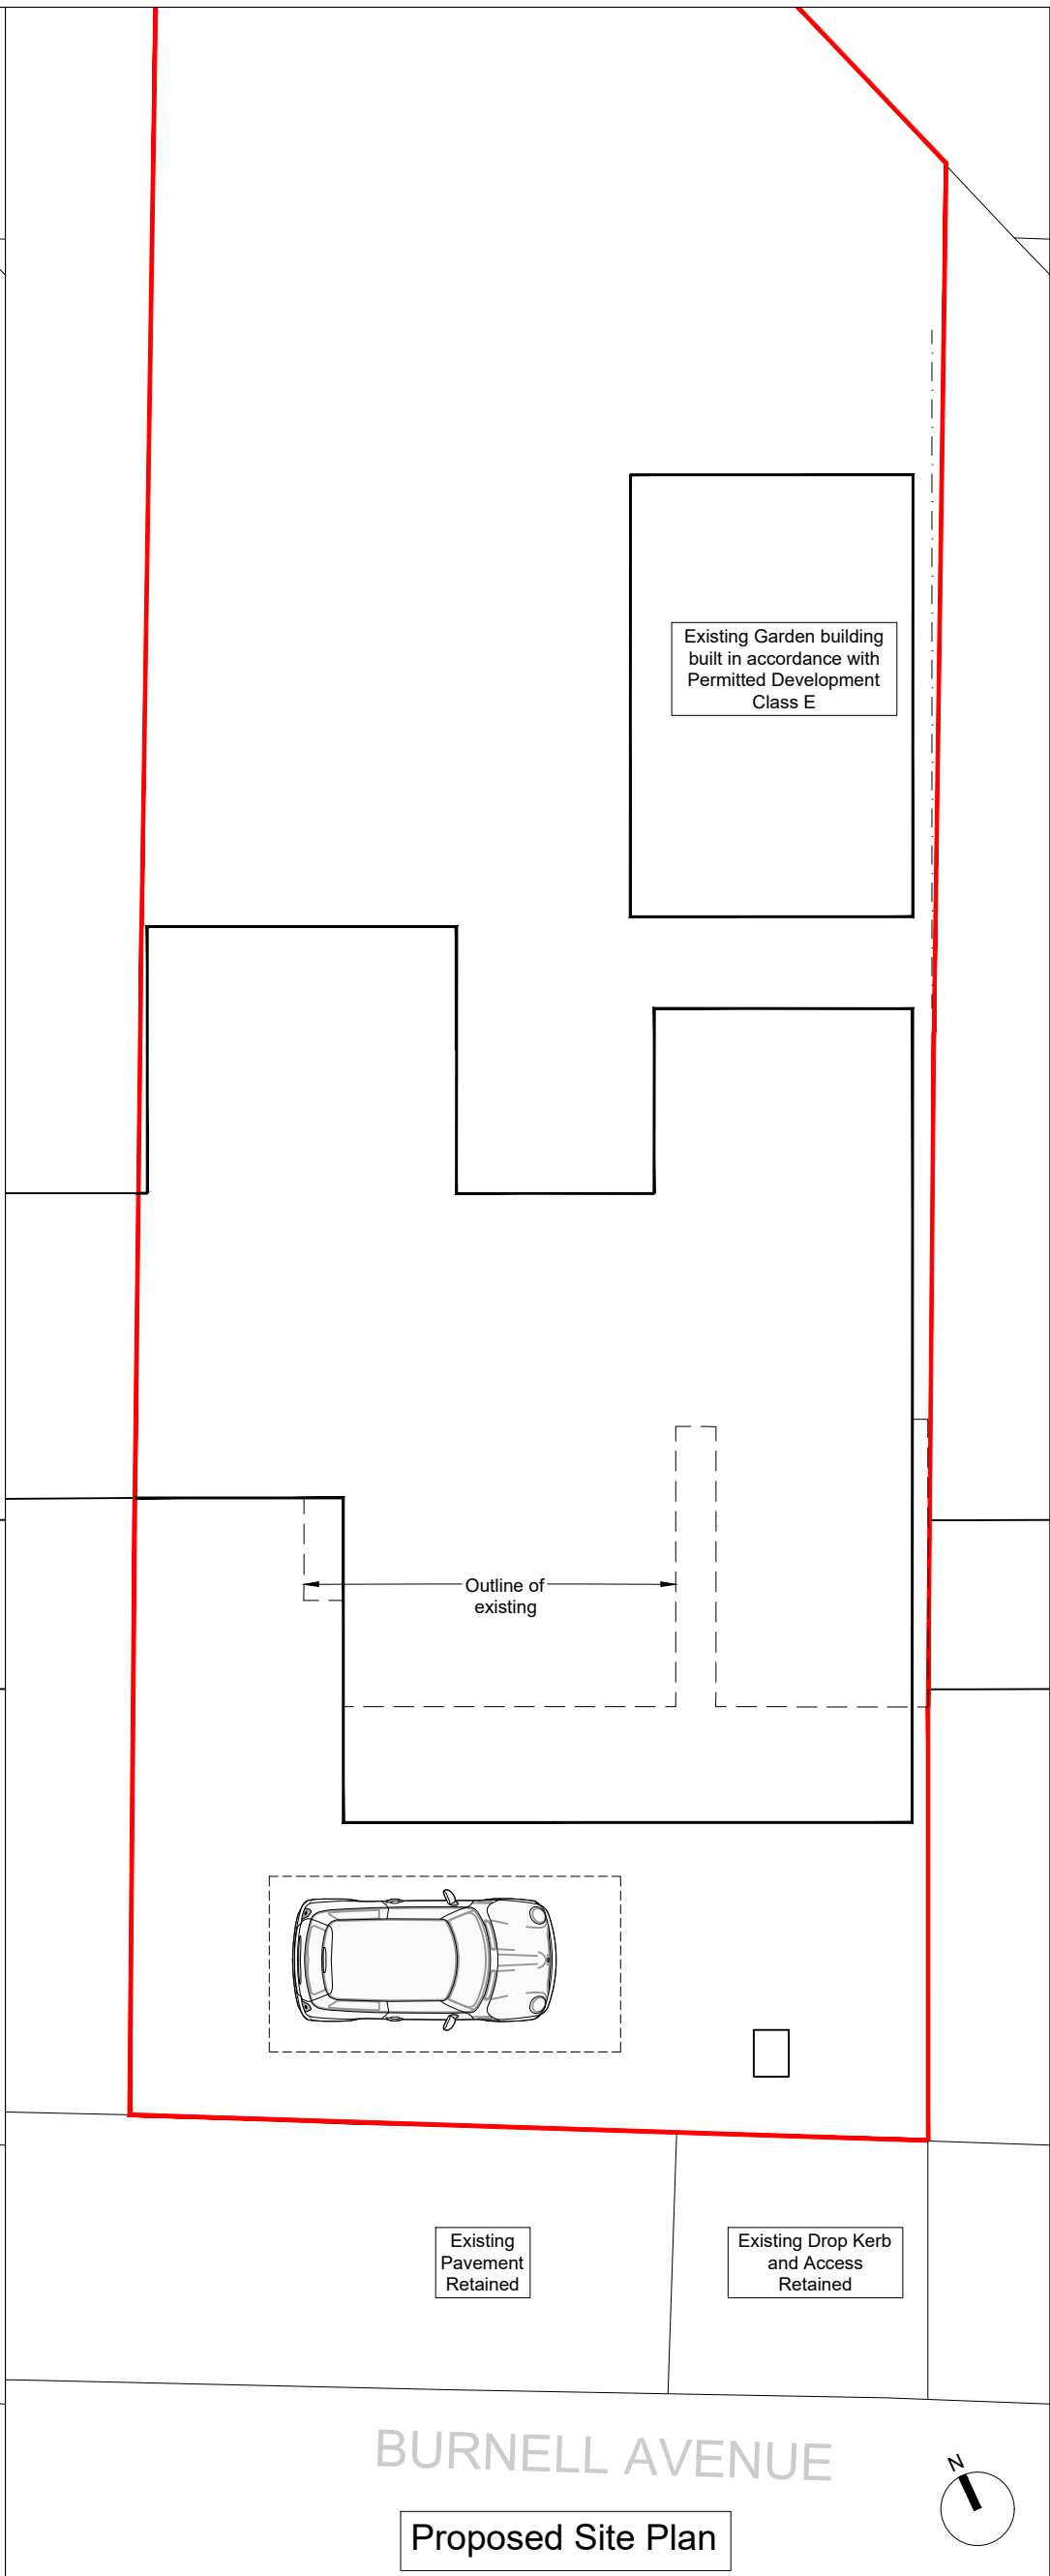 Existing Garden building
built in accordance with
Permitted Development
Class E
Outline of
existing
Existing
Pavement
Retained
Existing Drop Kerb
and Access
Retained
BURNELL AVENUE
N
Proposed Site Plan